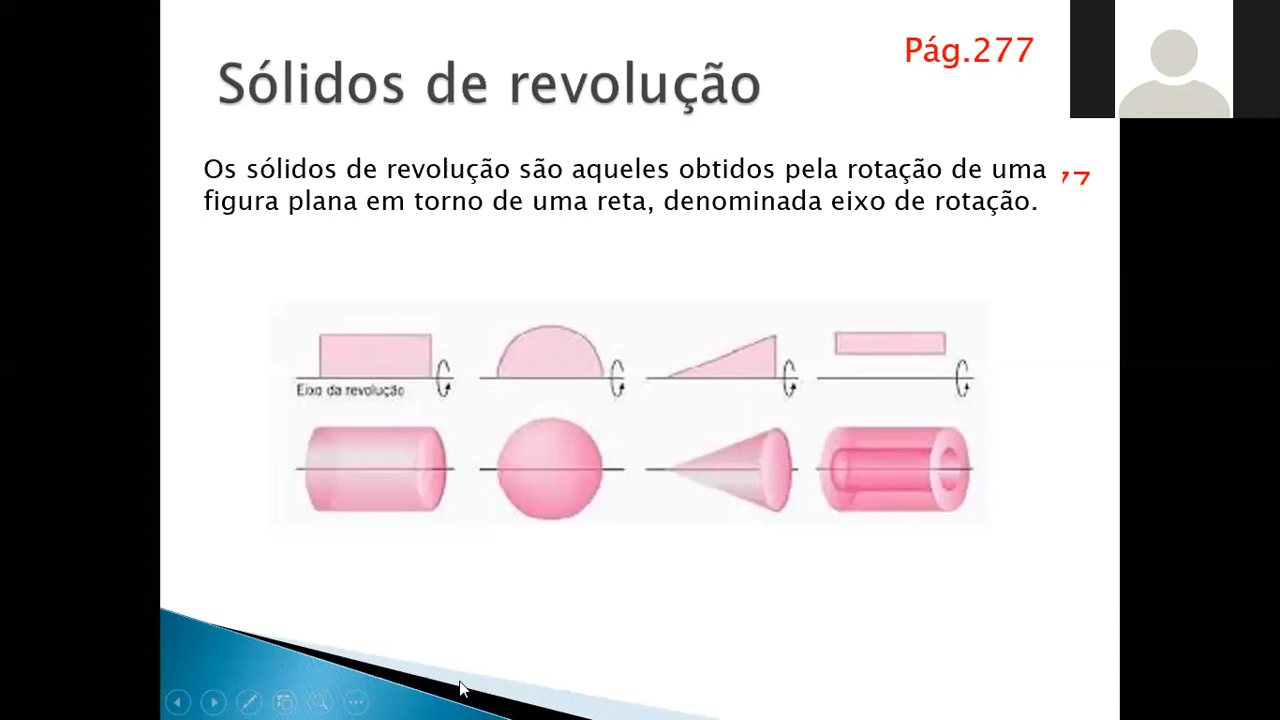 Pág.277
Sólidos de revolução
Os sólidos de revolução são aqueles obtidos pela rotação de uma
77
figura plana em torno de uma reta, denominada eixo de rotação.
Eixo da revolução